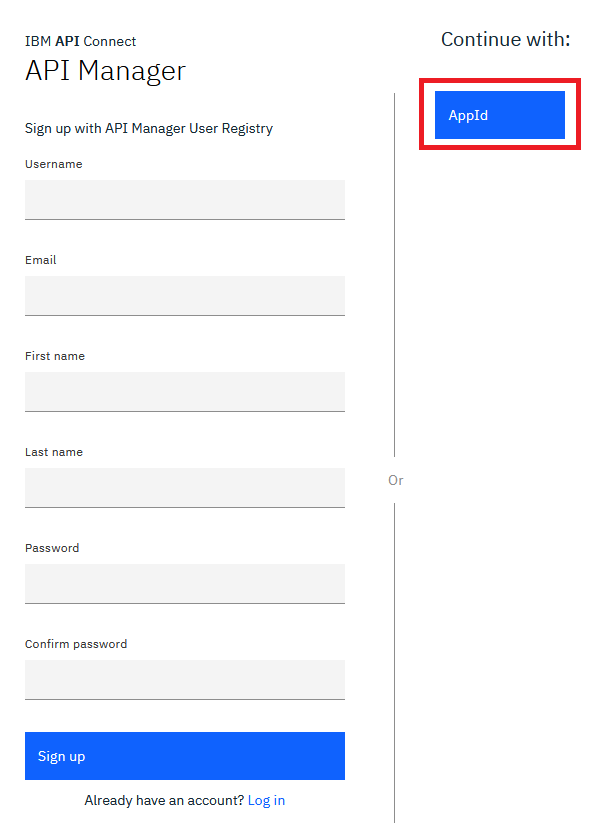 IBM API Connect
API Manager
Sign up with API Manager User Registry
Username
Email
First name
Last name
Password
Confirm password
Sign up
Already have an account? Log in
Or
Continue with:
AppId